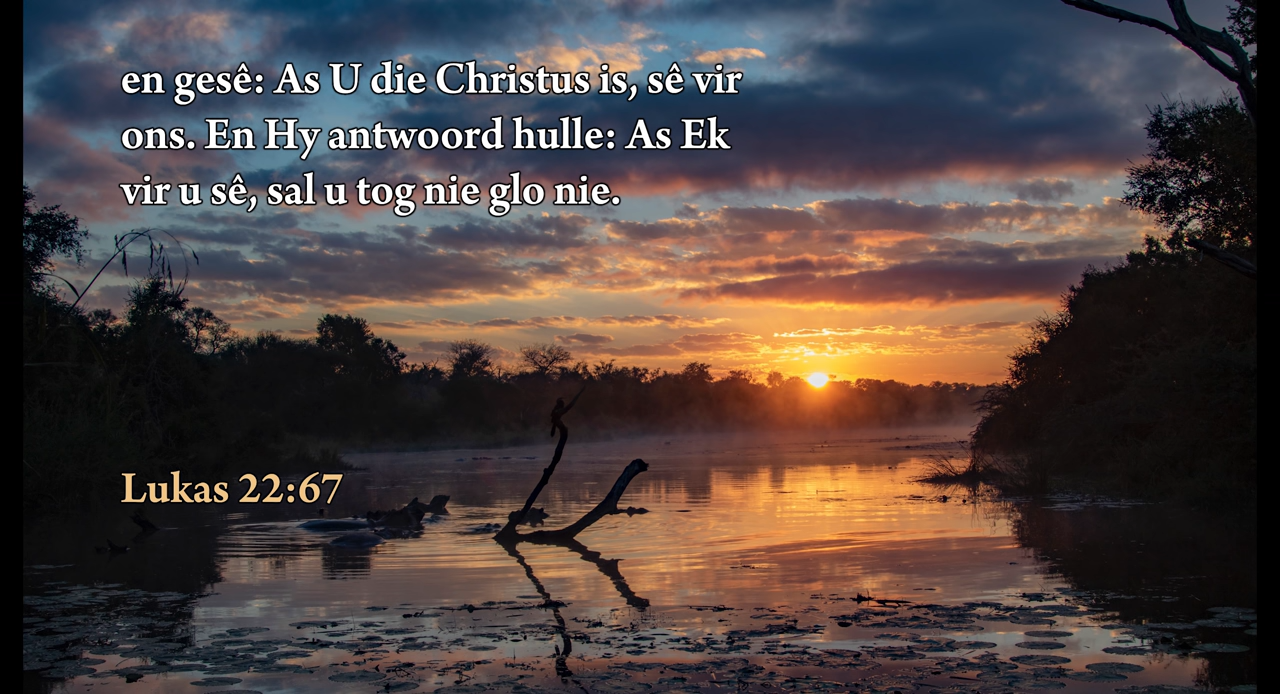 en gesê: As U die Christus is, sê vir
ons. En Hy antwoord hulle: As Ek
vir u sê, sal u tog nie glo nie.
Lukas 22:67